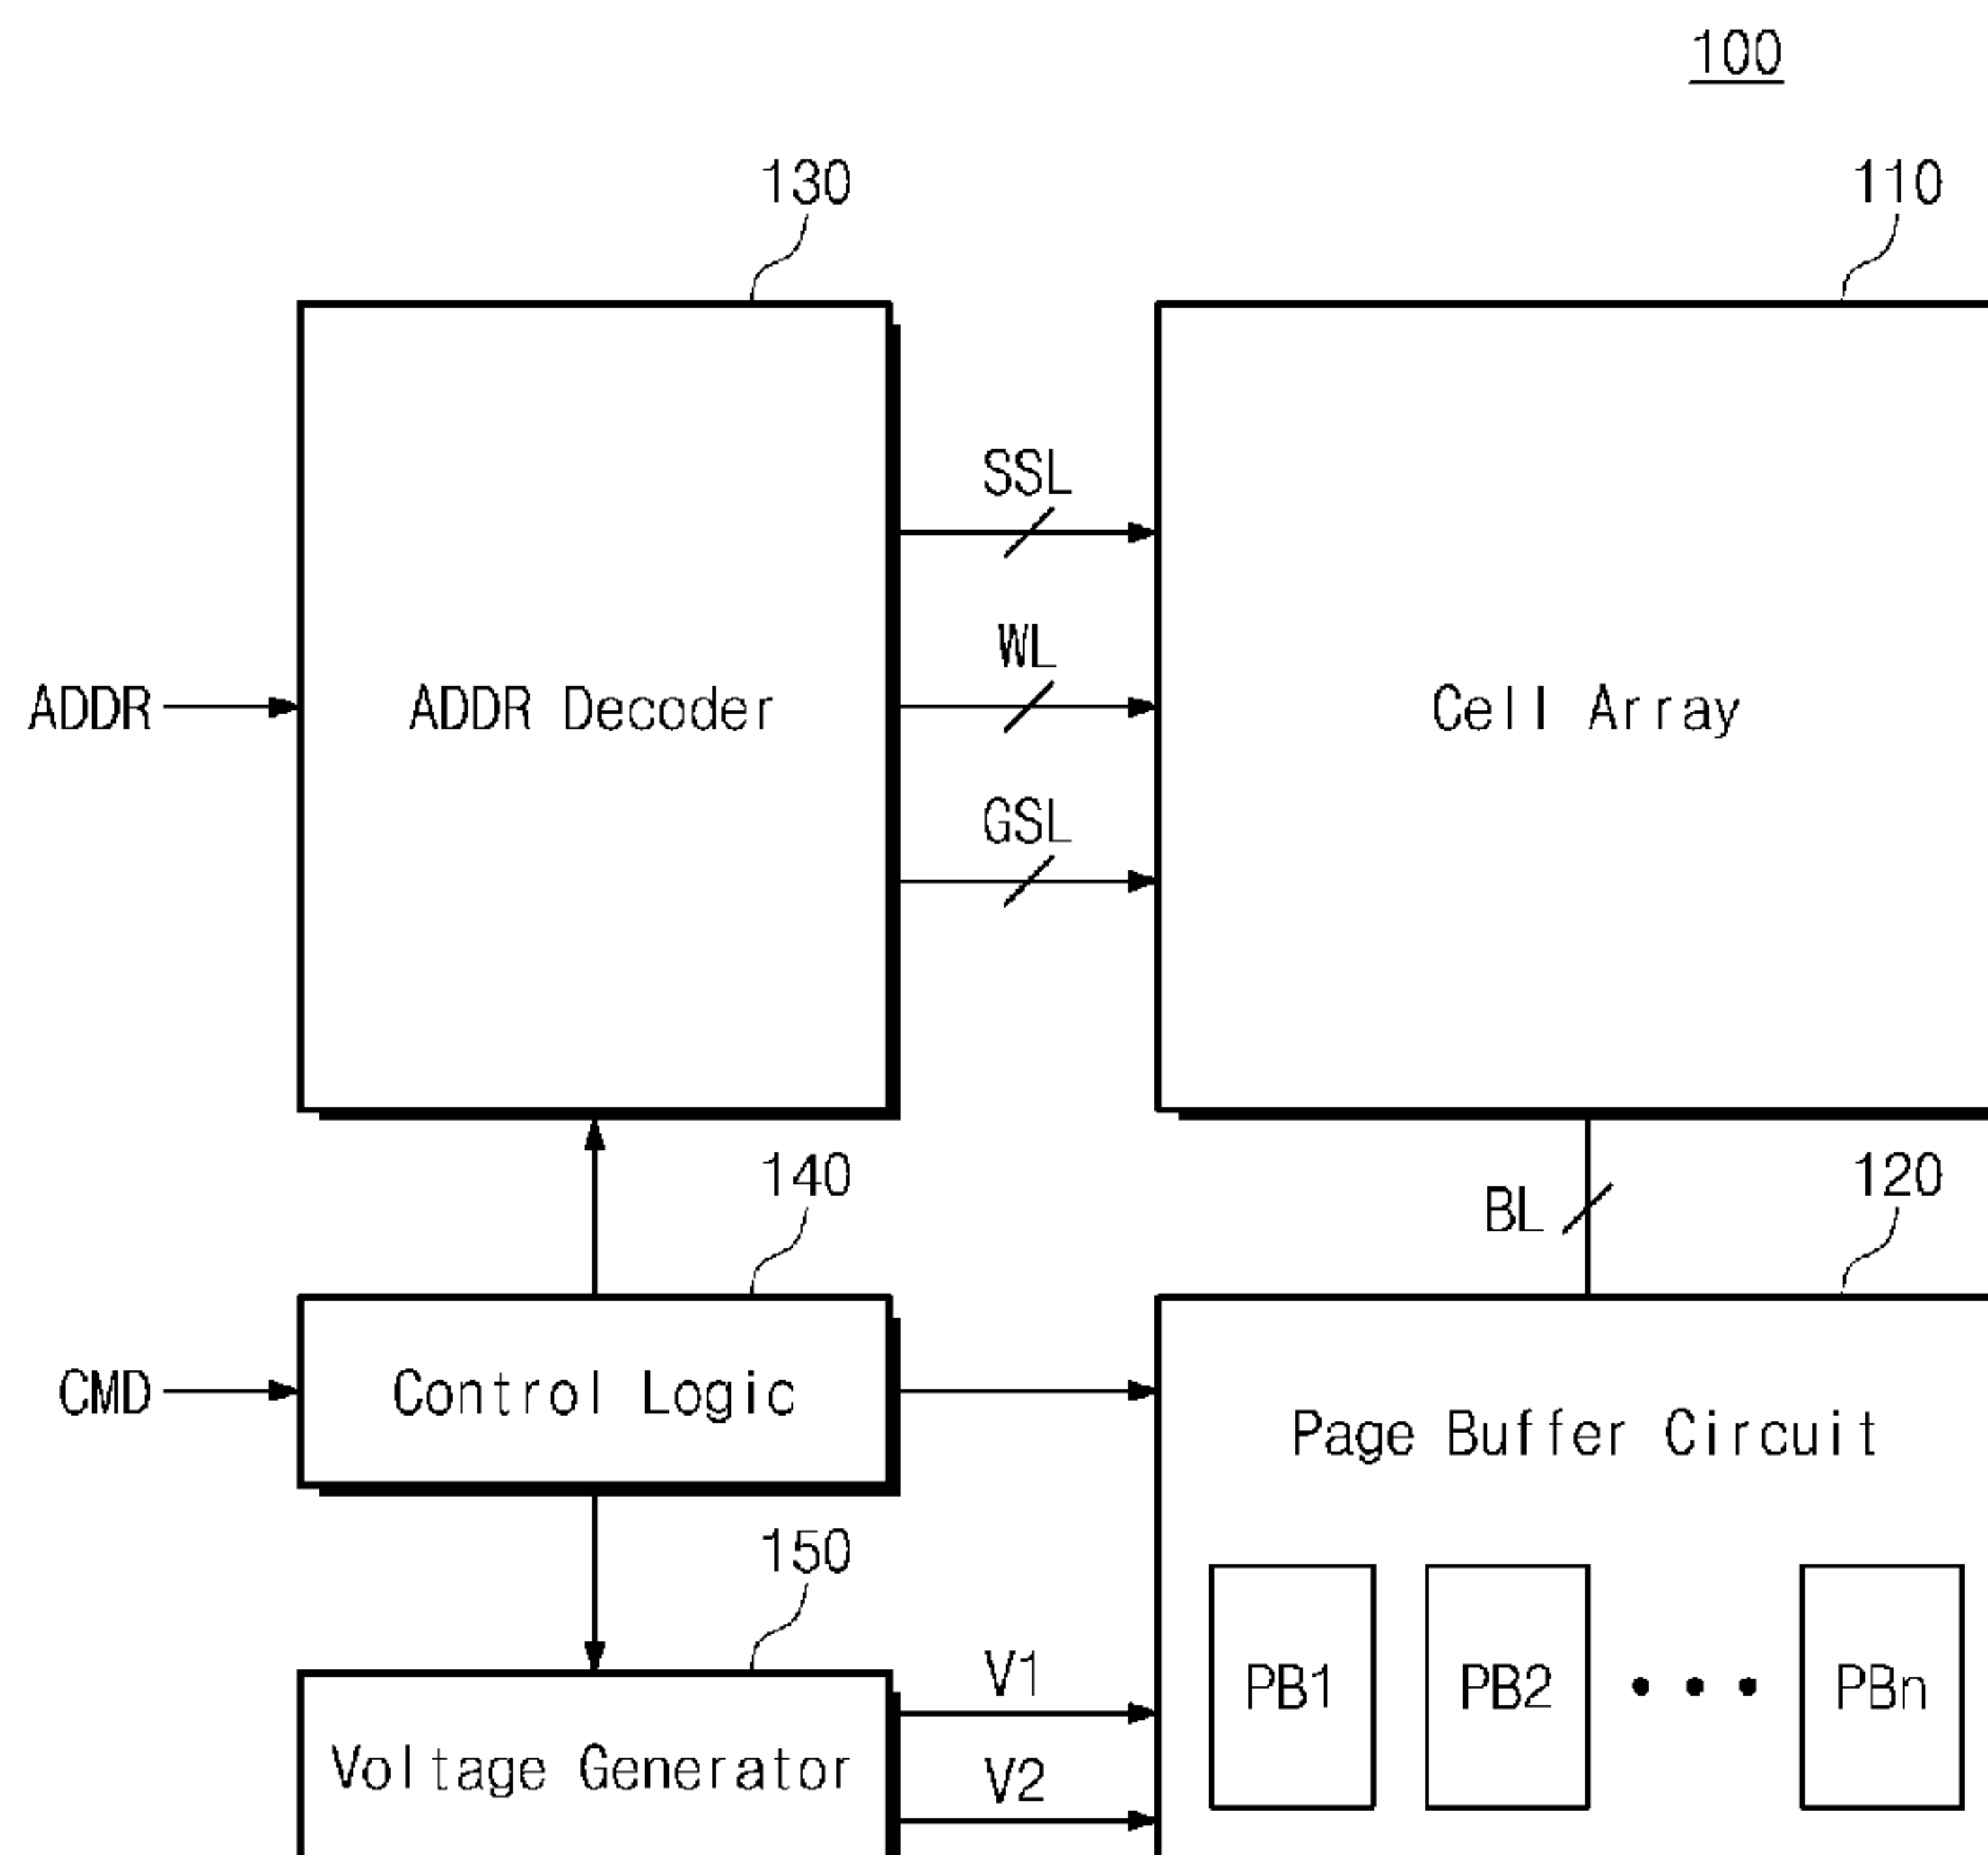 100
130
110
SSL
WL
ADDR
ADDR Decoder
Cell Array
GSL
140
120
BL
CMD
Control Logic
Page Buffer Circuit
150
V1
PB1
PB2
• • •
PBn
Voltage Generator
V2